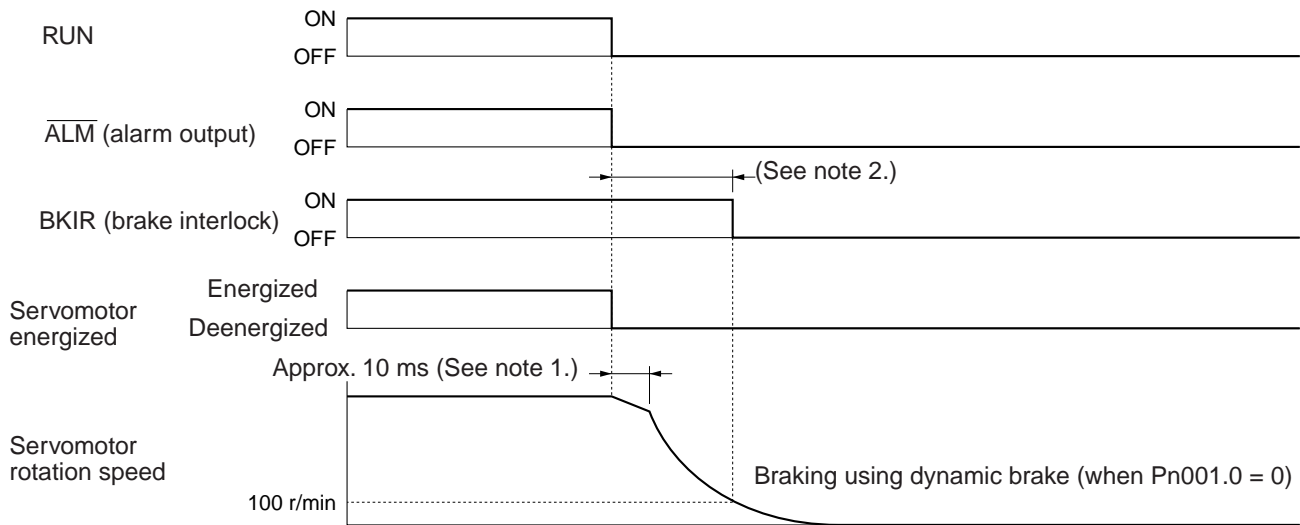 RUN
ON
OFF
ALM (alarm output)
ON
OFF
(See note 2.)
BKIR (brake interlock)
ON
OFF
Servomotor
energized
Energized
Deenergized
Approx. 10 ms (See note 1.)
Servomotor
rotation speed
Braking using dynamic brake (when Pn001.0 = 0)
100 r/min